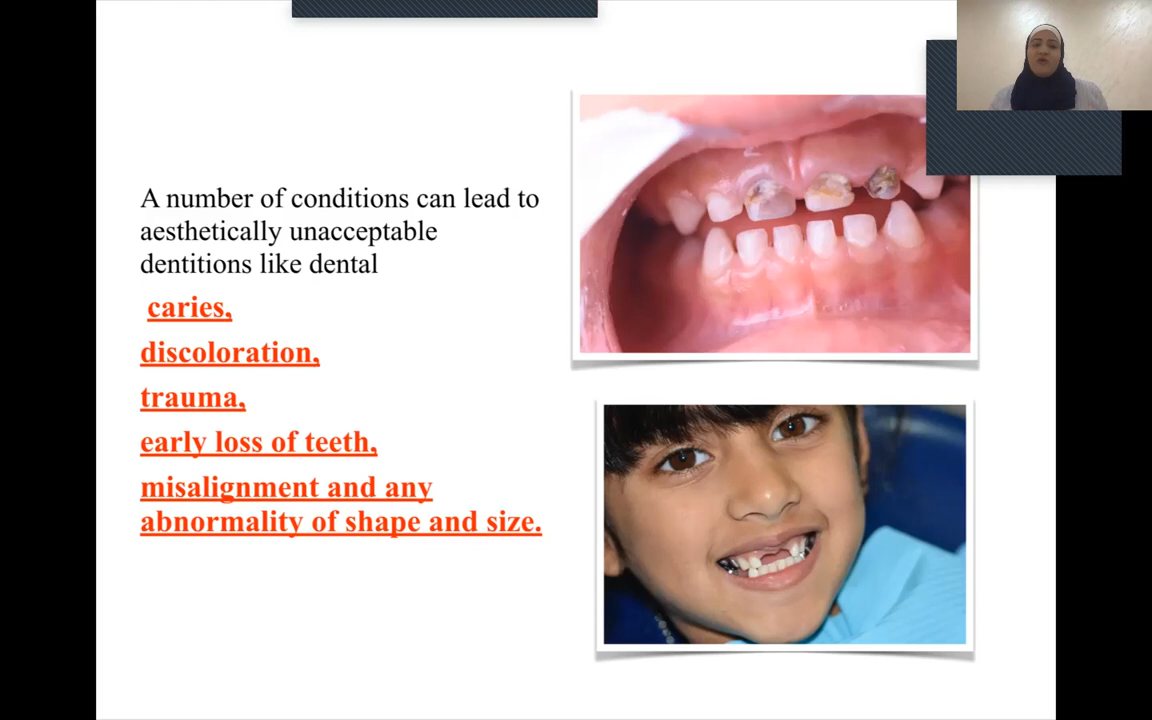 A number of conditions can lead to
aesthetically unacceptable
dentitions like dental
caries,
discoloration,
trauma,
early loss of teeth,
misalignment and any
abnormality of shape and size.